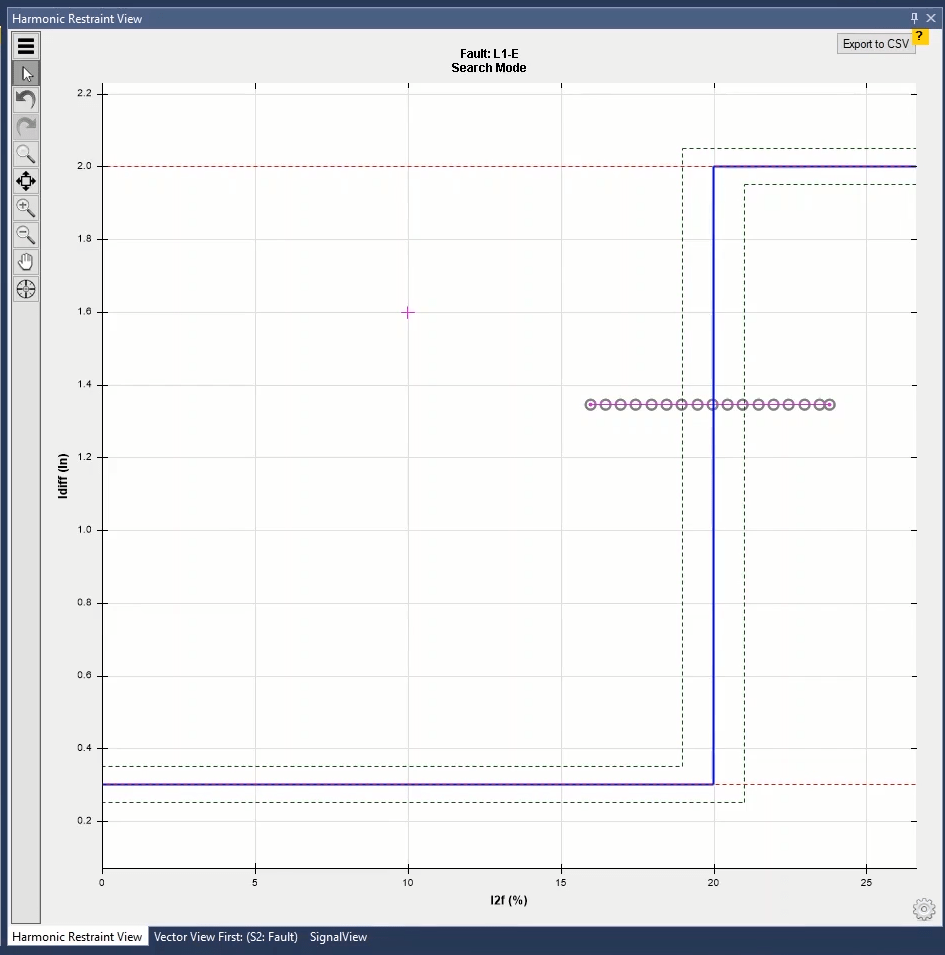 Harmonic Restraint View
Export to CSV
?
Fault: L1-E
Search Mode
2.2
2.0
1.8
1.6
1.4
1.2
1.0
0.8
0.6
0.4
0.2
Idiff (In)
0 5 10 15 20 25
I2f (%)
Harmonic Restraint View Vector View First: (S2: Fault) SignalView